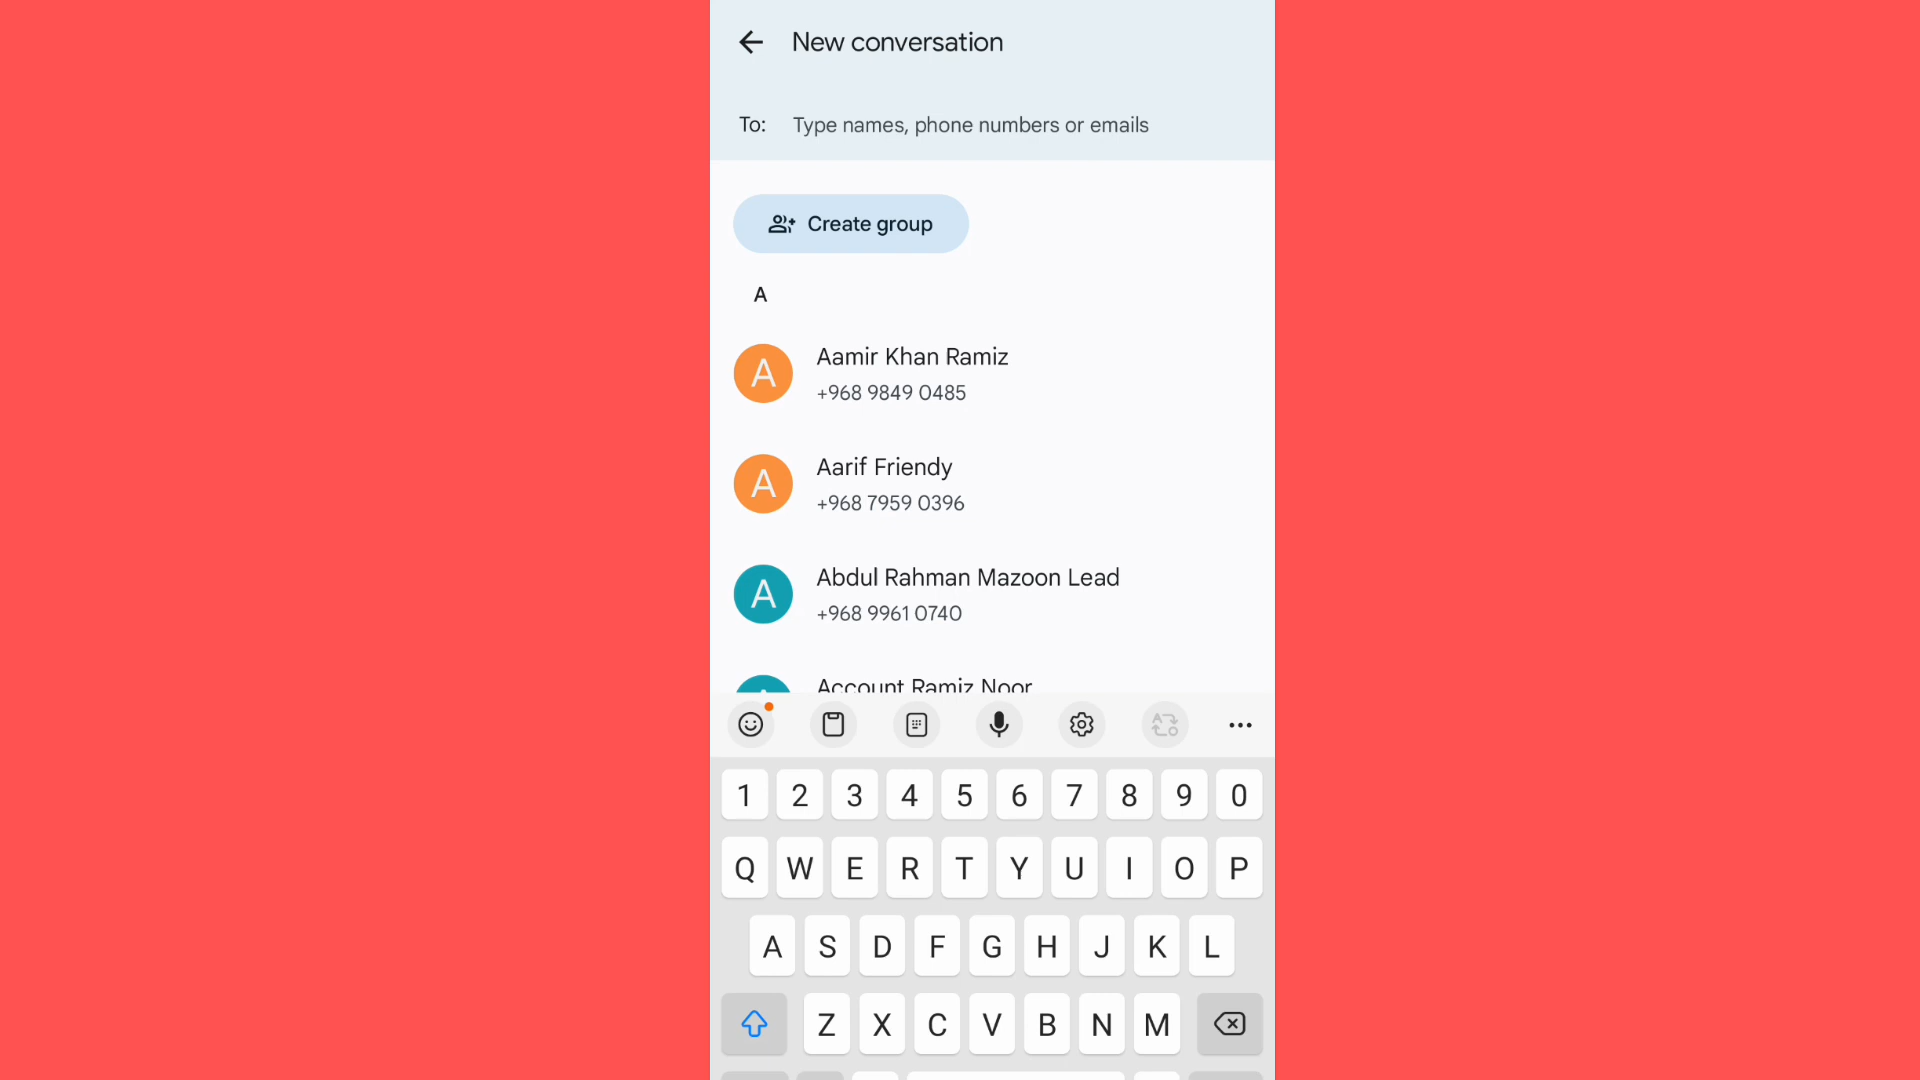 New conversation
To: Type names, phone numbers or emails
Create group
A
A Aamir Khan Ramiz
+968 9849 0485
A Aarif Friendy
+968 7959 0396
A Abdul Rahman Mazoon Lead
+968 9961 0740
Account Ramiz Noor
1 2 3 4 5 6 7 8 9 0
Q W E R T Y U I O P
A S D F G H J K L
Z X C V B N M